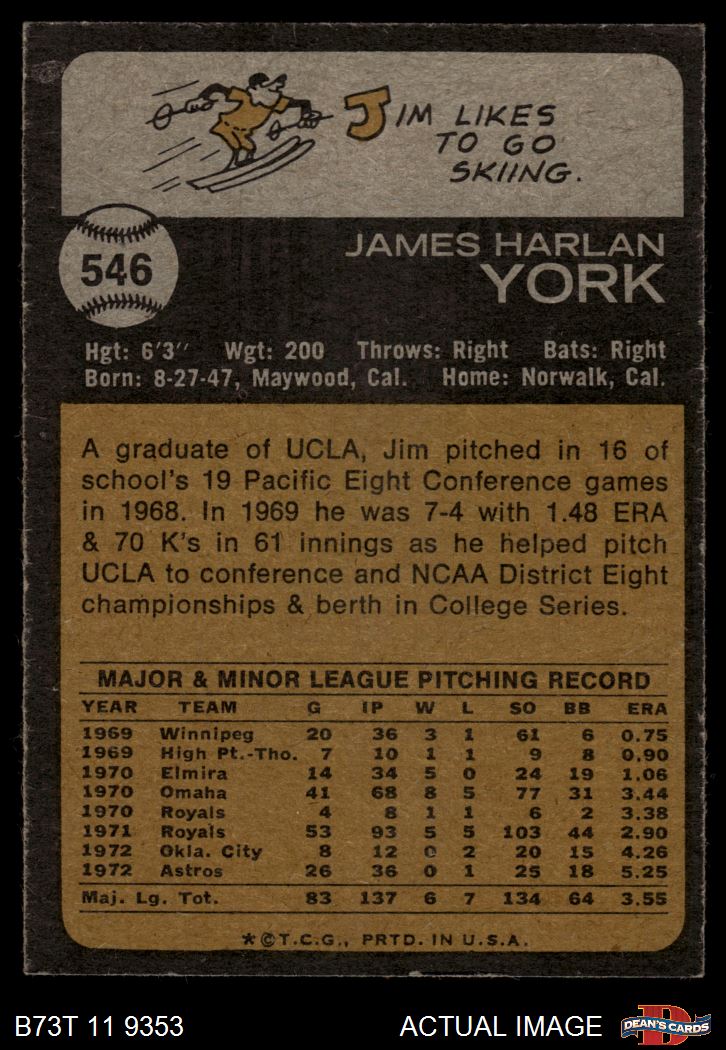 JIM LIKES
TO GO
SKIING.
546
JAMES HARLAN
YORK
Hgt: 6'3" Wgt: 200 Throws: Right Bats: Right
Born: 8-27-47, Maywood, Cal. Home: Norwalk, Cal.
A graduate of UCLA, Jim pitched in 16 of
school's 19 Pacific Eight Conference games
in 1968. In 1969 he was 7-4 with 1.48 ERA
& 70 K's in 61 innings as he helped pitch
UCLA to conference and NCAA District Eight
championships & berth in College Series.
MAJOR & MINOR LEAGUE PITCHING RECORD
YEAR TEAM G IP W L SO BB ERA
1969 Winnipeg 20 36 3 1 61 6 0.75
1969 High Pt.-Tho. 7 10 1 1 9 8 0.90
1970 Elmira 14 34 5 0 24 19 1.06
1970 Omaha 41 68 8 5 77 31 3.44
1970 Royals 4 8 1 1 6 2 3.38
1971 Royals 53 93 5 5 103 44 2.90
1972 Okla. City 8 12 0 2 20 15 4.26
1972 Astros 26 36 0 1 25 18 5.25
Maj. Lg. Tot. 83 137 6 7 134 64 3.55
*©T.C.G., PRTD. IN U.S.A.
B73T 11 9353 ACTUAL IMAGE DEAN'S CARDS